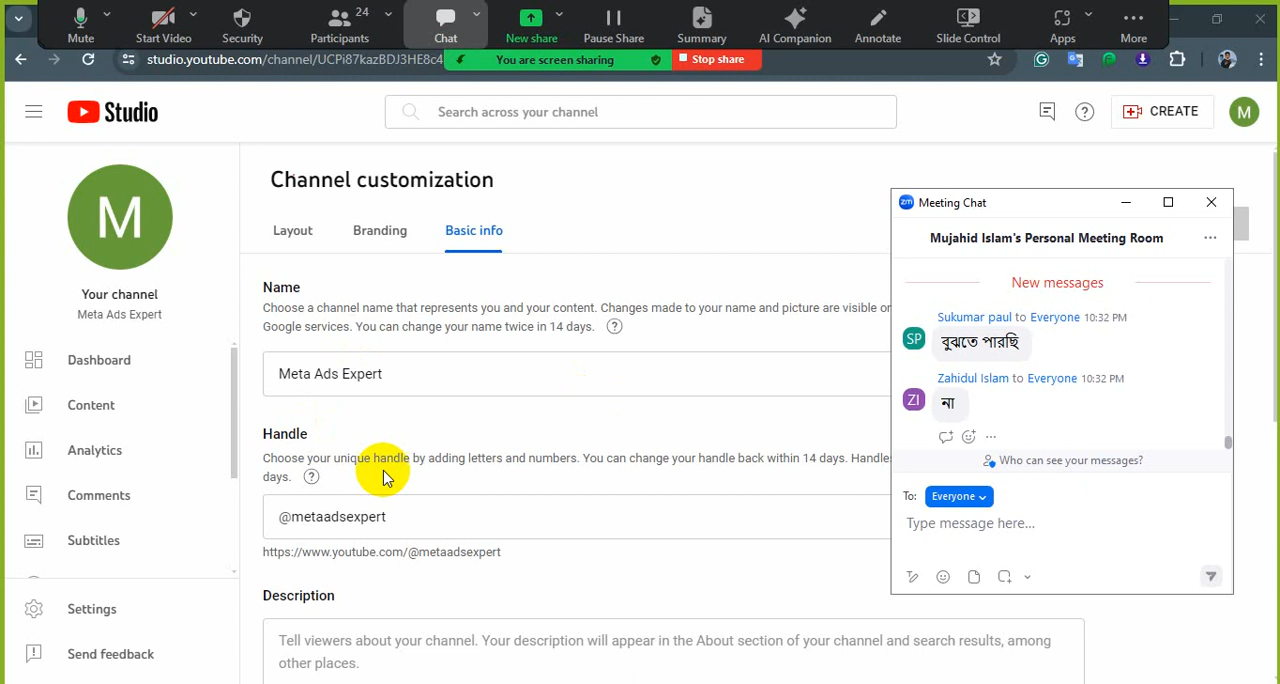 24
Mute
Start Video
Security
Participants
Chat
New share
Pause Share
Summary
AI Companion
Annotate
Slide Control
Apps
More
studio.youtube.com/channel/UCPi87kazBDJ3HE8c4
You are screen sharing
Stop share
Studio
Search across your channel
CREATE
M
M
Your channel
Meta Ads Expert
Dashboard
Content
Analytics
Comments
Subtitles
Settings
Send feedback
Channel customization
Layout
Branding
Basic info
Name
Choose a channel name that represents you and your content. Changes made to your name and picture are visible on
Google services. You can change your name twice in 14 days.
Meta Ads Expert
Handle
Choose your unique handle by adding letters and numbers. You can change your handle back within 14 days. Handles
days.
@metaadsexpert
https://www.youtube.com/@metaadsexpert
Description
Tell viewers about your channel. Your description will appear in the About section of your channel and search results, among
other places.
zm Meeting Chat
Mujahid Islam's Personal Meeting Room
New messages
Sukumar paul to Everyone 10:32 PM
SP
বুঝতে পারছি
Zahidul Islam to Everyone 10:32 PM
ZI
না
Who can see your messages?
To: Everyone
Type message here...